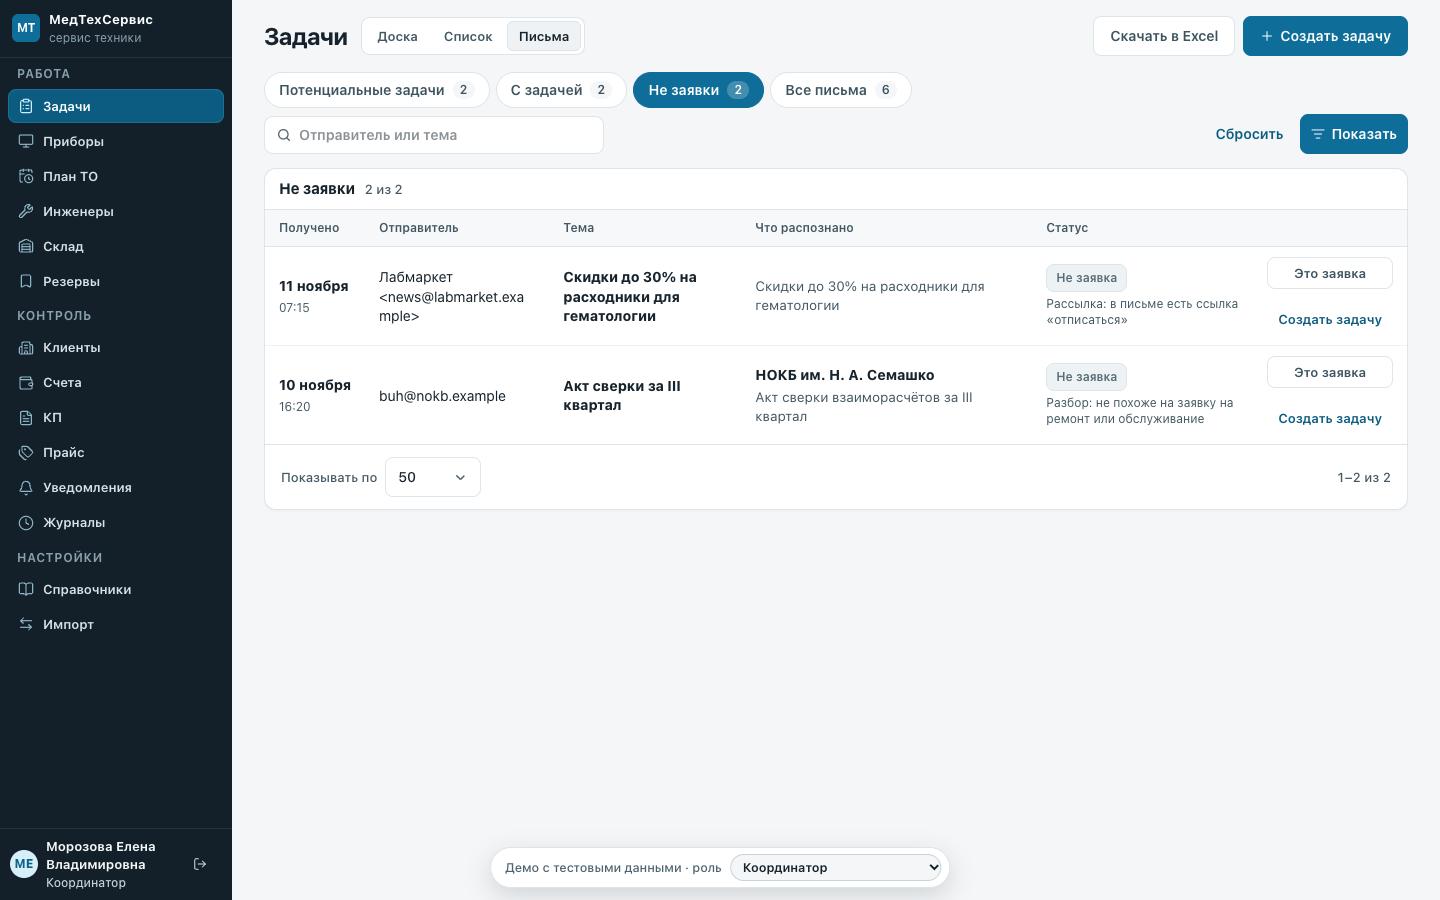 МТ
МедТехСервис
сервис техники
РАБОТА
Задачи
Приборы
План ТО
Инженеры
Склад
Резервы
КОНТРОЛЬ
Клиенты
Счета
КП
Прайс
Уведомления
Журналы
НАСТРОЙКИ
Справочники
Импорт
МЕ
Морозова Елена
Владимировна
Координатор
Задачи
Доска
Список
Письма
Скачать в Excel
+ Создать задачу
Потенциальные задачи 2
С задачей 2
Не заявки 2
Все письма 6
Отправитель или тема
Сбросить
Показать
Не заявки 2 из 2
Получено
Отправитель
Тема
Что распознано
Статус
11 ноября
07:15
Лабмаркет
<news@labmarket.exa
mple>
Скидки до 30% на
расходники для
гематологии
Скидки до 30% на расходники для
гематологии
Не заявка
Рассылка: в письме есть ссылка
«отписаться»
Это заявка
Создать задачу
10 ноября
16:20
buh@nokb.example
Акт сверки за III
квартал
НОКБ им. Н. А. Семашко
Акт сверки взаиморасчётов за III
квартал
Не заявка
Разбор: не похоже на заявку на
ремонт или обслуживание
Это заявка
Создать задачу
Показывать по 50
1–2 из 2
Демо с тестовыми данными · роль Координатор